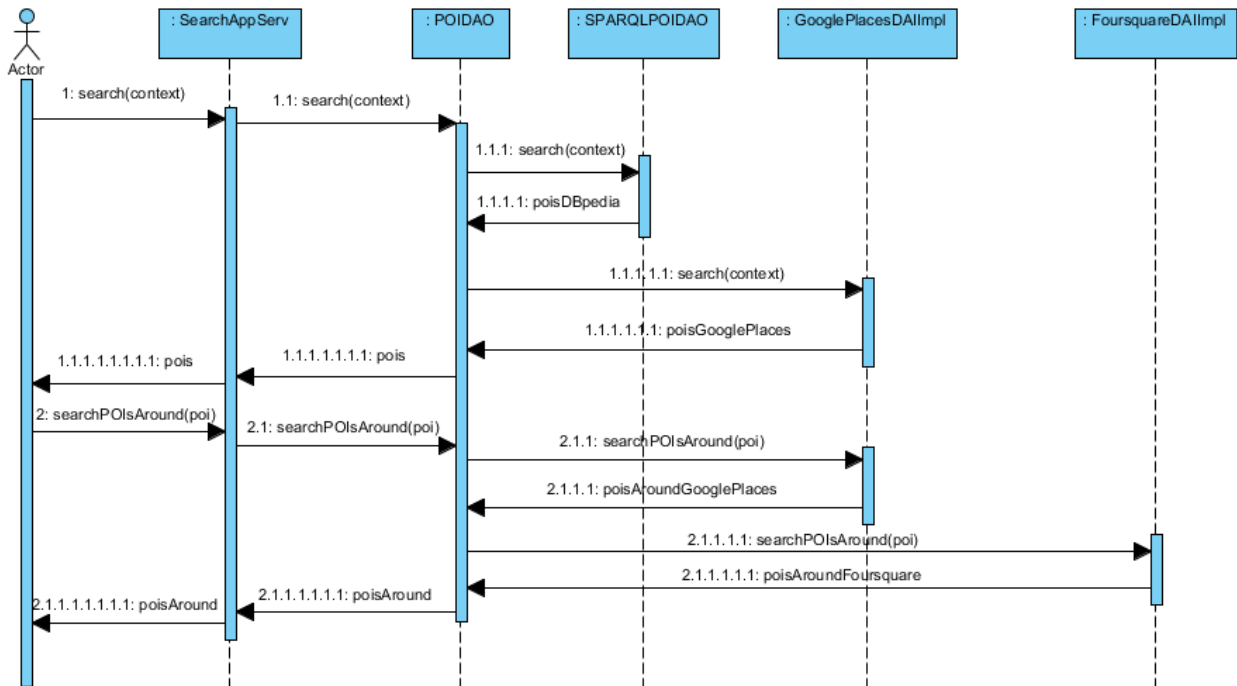 : SearchAppServ
: POIDAO
: SPARQLPOIDAO
: GooglePlacesDAIImpl
: FoursquareDAIImpl
Actor
1: search(context)
1.1: search(context)
1.1.1: search(context)
1.1.1.1: poisDBpedia
1.1.1.1.1: search(context)
1.1.1.1.1.1: poisGooglePlaces
1.1.1.1.1.1.1: pois
1.1.1.1.1.1.1.1: pois
2: searchPOIsAround(poi)
2.1: searchPOIsAround(poi)
2.1.1: searchPOIsAround(poi)
2.1.1.1: poisAroundGooglePlaces
2.1.1.1.1: searchPOIsAround(poi)
2.1.1.1.1.1: poisAroundFoursquare
2.1.1.1.1.1.1: poisAround
2.1.1.1.1.1.1.1: poisAround